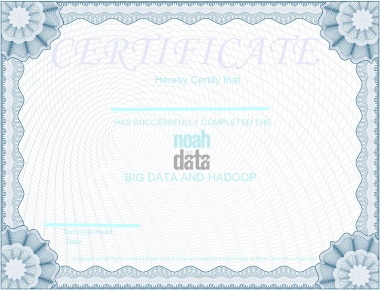 CERTIFICATE
Hereby Certify that
HAS SUCCESSFULLY COMPLETED THE
noah
data
BIG DATA AND HADOOP
Technical Head
Date